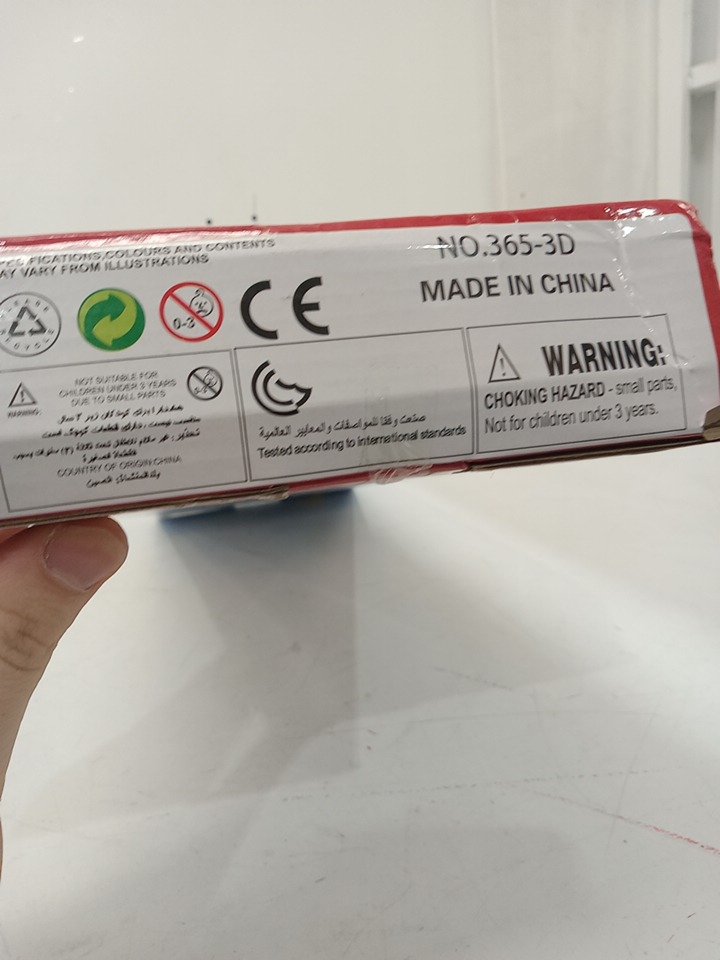 FICATIONS,COLOURS AND CONTENTS
AY VARY FROM ILLUSTRATIONS
NO.365-3D
MADE IN CHINA
0-3
CE
WARNING:
NOT SUITABLE FOR
CHILDREN UNDER 3 YEARS
DUE TO SMALL PARTS
COUNTRY OF ORIGIN:CHINA
صنعت وفقا للمواصفات والمعايير العالمية
Tested according to international standards
WARNING:
CHOKING HAZARD - small parts,
Not for children under 3 years.